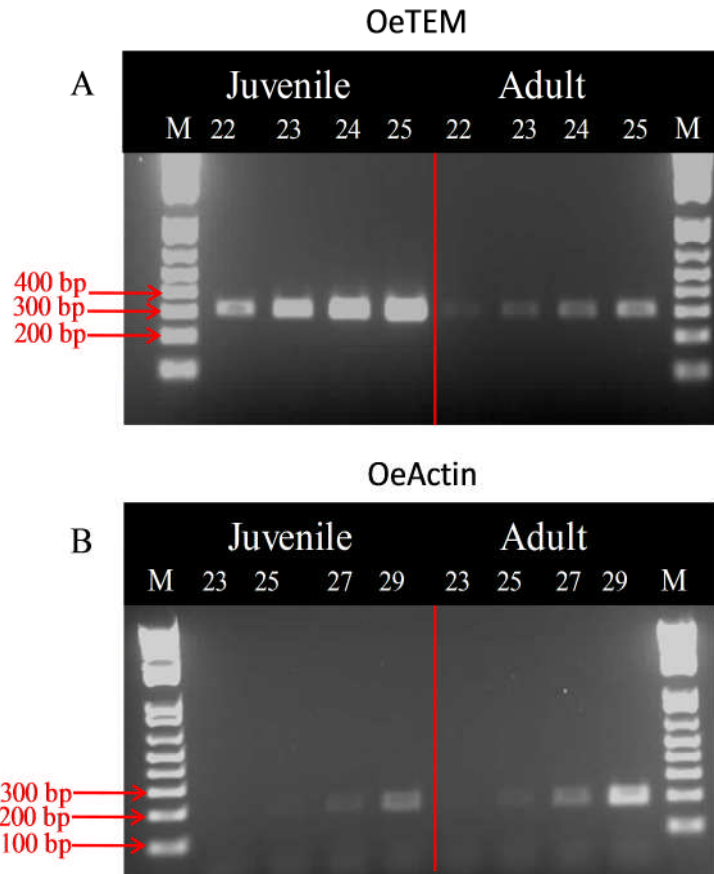 OeTEM
A
Juvenile Adult
M 22 23 24 25 22 23 24 25 M
400 bp
300 bp
200 bp
OeActin
B
Juvenile Adult
M 23 25 27 29 23 25 27 29 M
300 bp
200 bp
100 bp